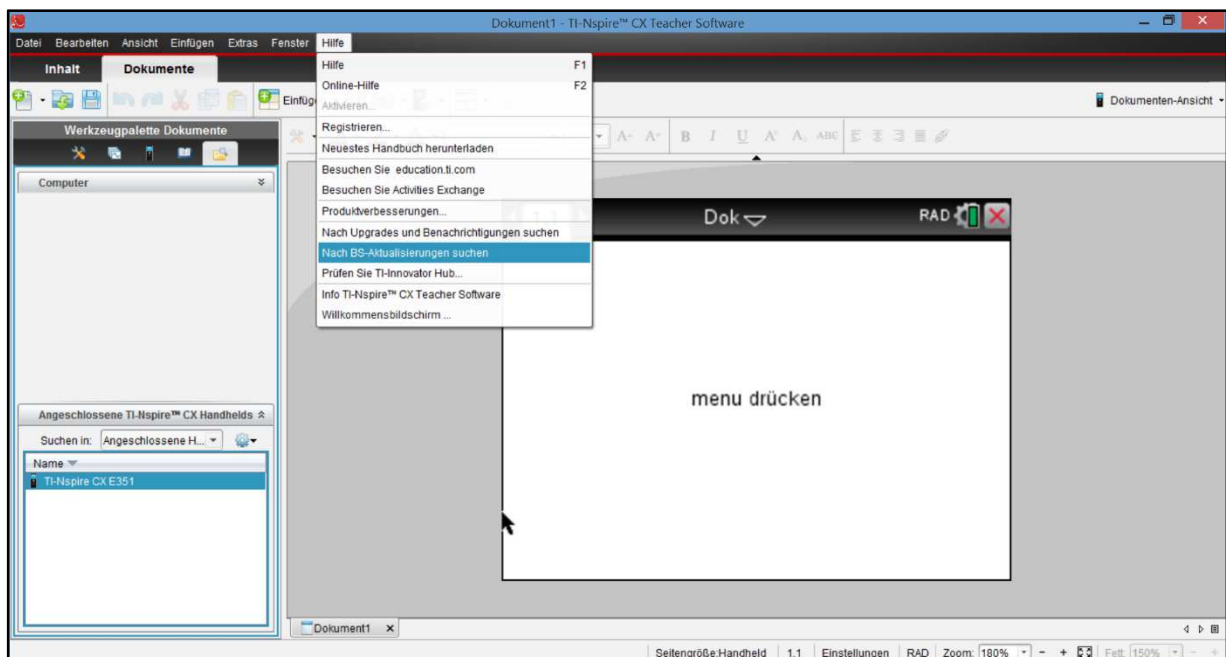 Dokument1 - TI-Nspire™ CX Teacher Software
Datei Bearbeiten Ansicht Einfügen Extras Fenster Hilfe
Inhalt Dokumente
Einfüg
Dokumenten-Ansicht
Hilfe F1
Online-Hilfe F2
Aktivieren...
Registrieren...
Neuestes Handbuch herunterladen
Besuchen Sie education.ti.com
Besuchen Sie Activities Exchange
Produktverbesserungen...
Nach Upgrades und Benachrichtigungen suchen
Nach BS-Aktualisierungen suchen
Prüfen Sie TI-Innovator Hub...
Info TI-Nspire™ CX Teacher Software
Willkommensbildschirm ...
Werkzeugpalette Dokumente
Computer
Angeschlossene TI-Nspire™ CX Handhelds
Suchen in: Angeschlossene H...
Name
TI-Nspire CX E351
B I U ABC
Dok RAD
menu drücken
Dokument1
Seitengröße:Handheld 1.1 Einstellungen RAD Zoom: 180% - + Fett: 150% - +